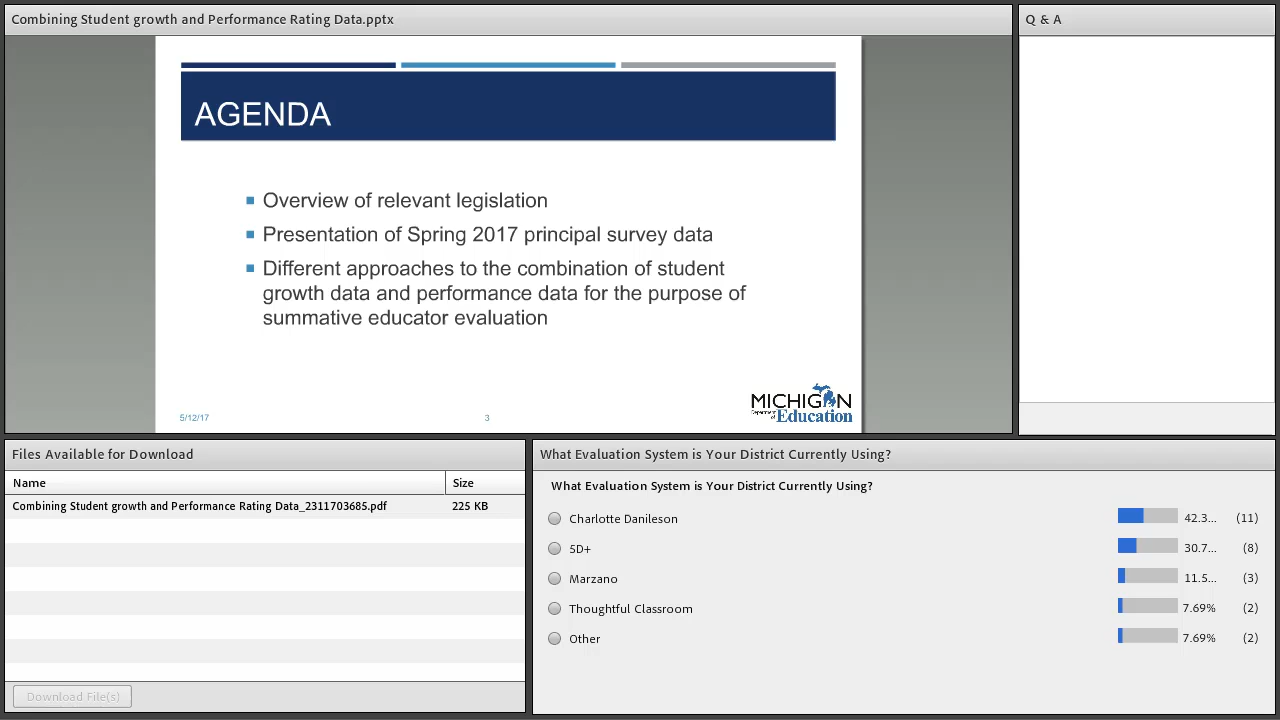 Combining Student growth and Performance Rating Data.pptx
Q & A
AGENDA
Overview of relevant legislation
Presentation of Spring 2017 principal survey data
Different approaches to the combination of student
growth data and performance data for the purpose of
summative educator evaluation
5/12/17
3
MICHIGAN
Department of Education
Files Available for Download
Name Size
Combining Student growth and Performance Rating Data_2311703685.pdf 225 KB
Download File(s)
What Evaluation System is Your District Currently Using?
What Evaluation System is Your District Currently Using?
Charlotte Danileson 42.3... (11)
5D+ 30.7... (8)
Marzano 11.5... (3)
Thoughtful Classroom 7.69% (2)
Other 7.69% (2)